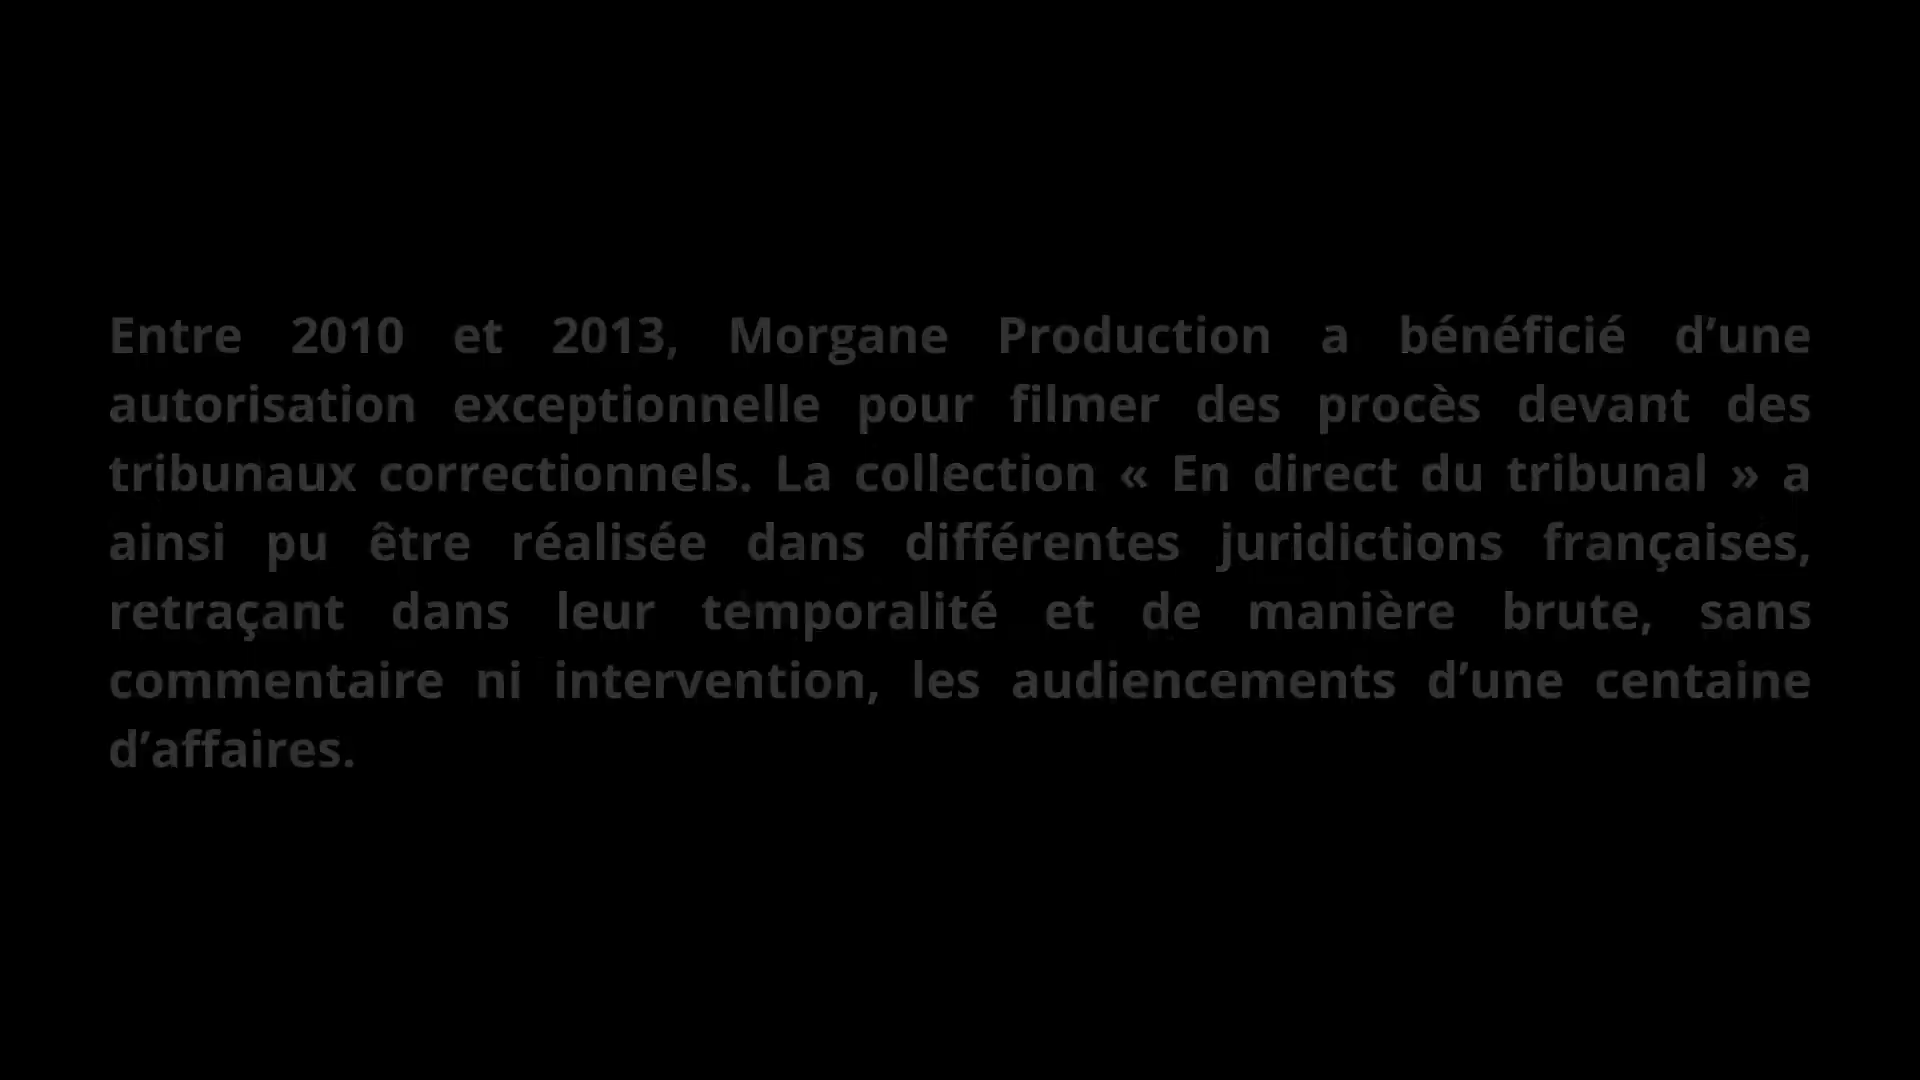 Entre 2010 et 2013, Morgane Production a bénéficié d’une
autorisation exceptionnelle pour filmer des procès devant des
tribunaux correctionnels. La collection « En direct du tribunal » a
ainsi pu être réalisée dans différentes juridictions françaises,
retraçant dans leur temporalité et de manière brute, sans
commentaire ni intervention, les audiencements d’une centaine
d’affaires.